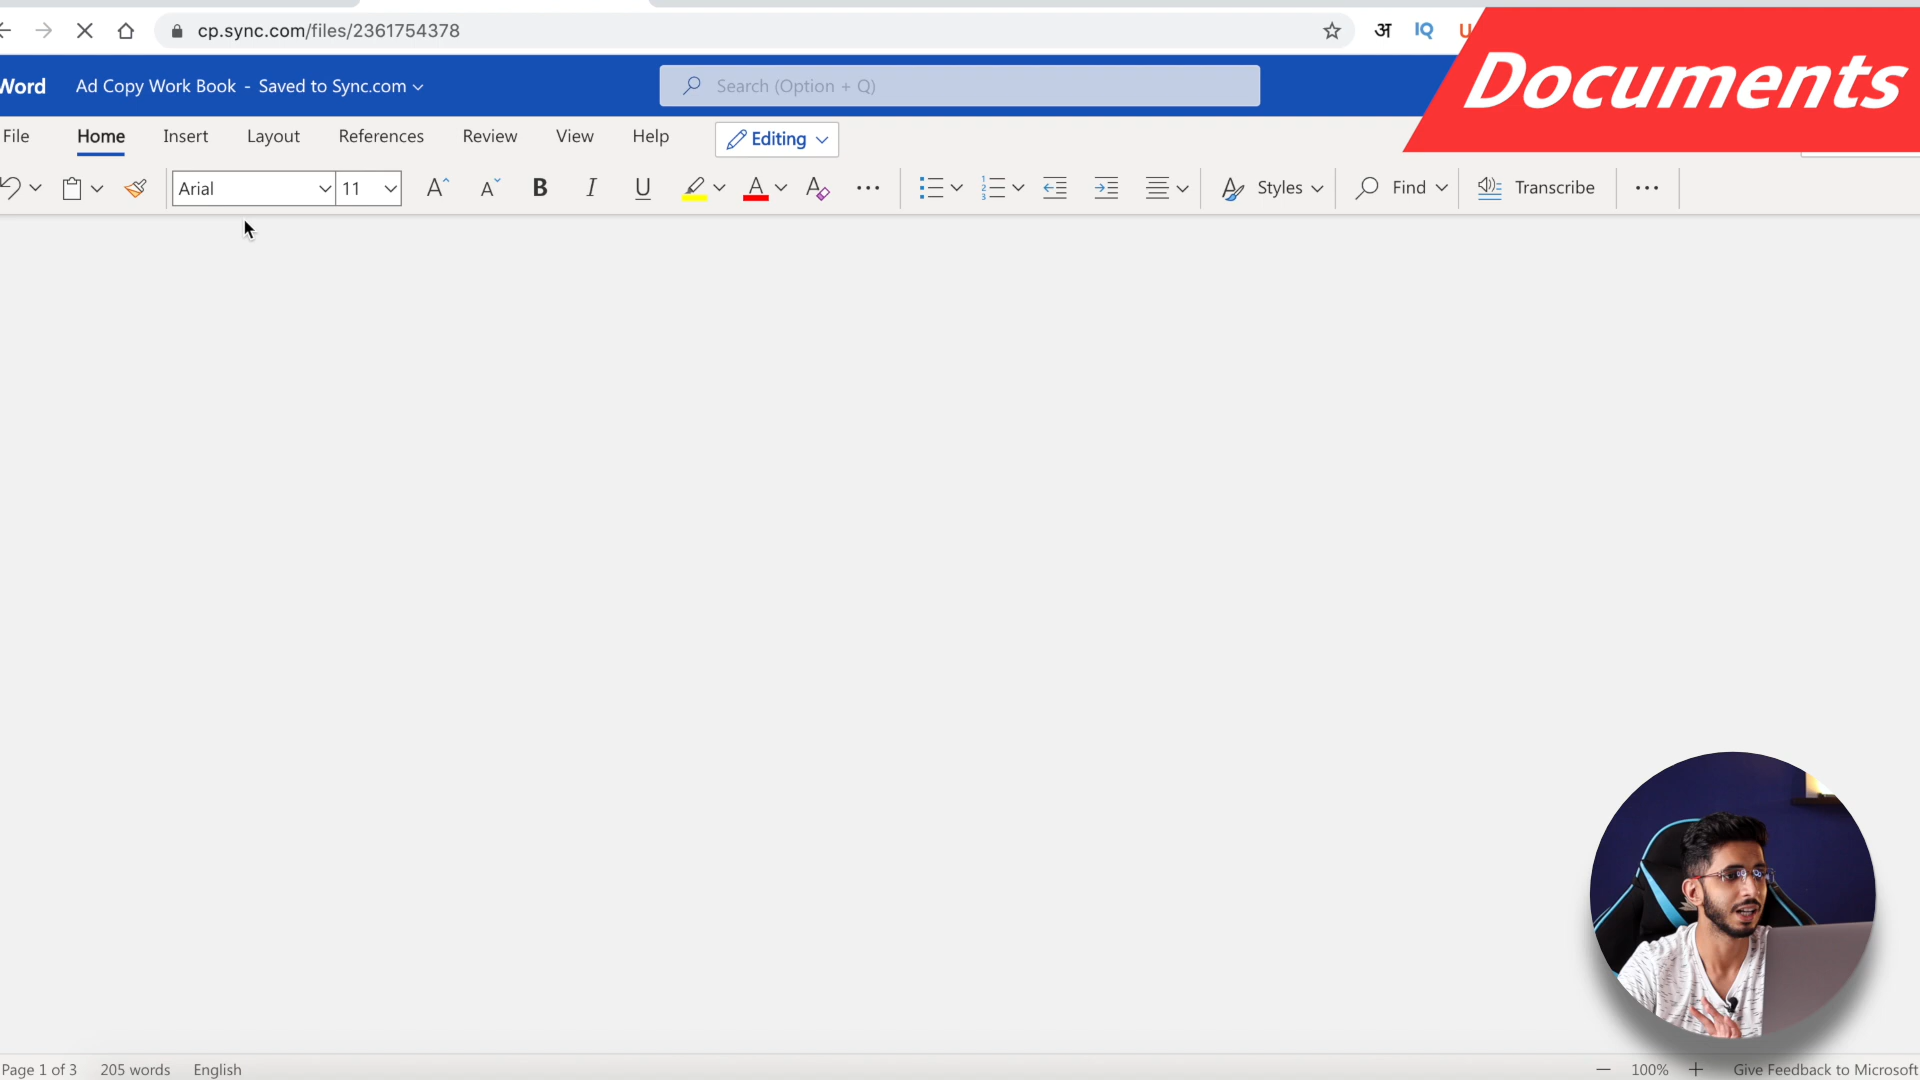 cp.sync.com/files/2361754378
अ
IQ
Documents
Word
Ad Copy Work Book - Saved to Sync.com
Search (Option + Q)
File
Home
Insert
Layout
References
Review
View
Help
Editing
Arial
11
Styles
Find
Transcribe
Page 1 of 3
205 words
English
100%
Give Feedback to Microsoft